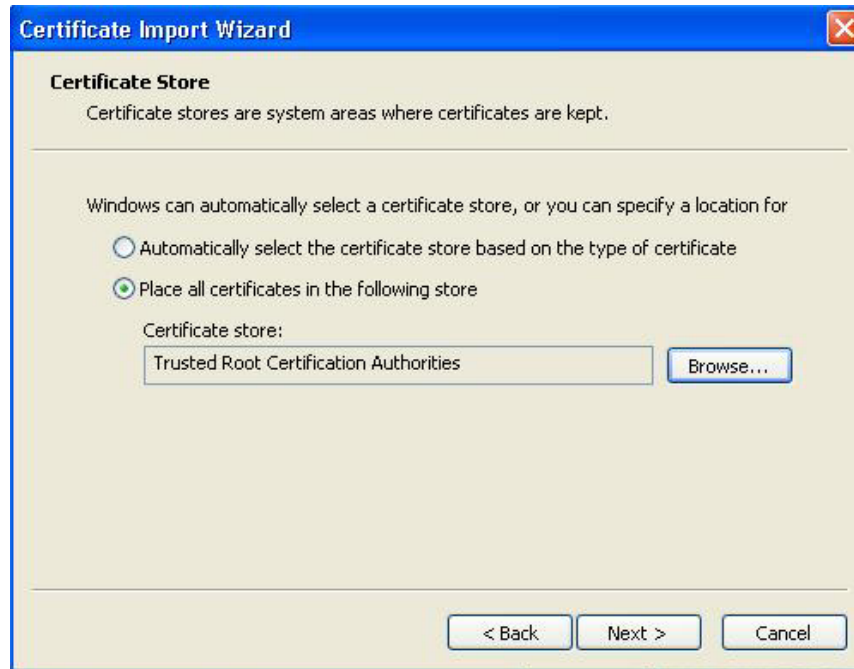 Certificate Import Wizard
Certificate Store
Certificate stores are system areas where certificates are kept.
Windows can automatically select a certificate store, or you can specify a location for
Automatically select the certificate store based on the type of certificate
Place all certificates in the following store
Certificate store:
Trusted Root Certification Authorities
Browse...
< Back
Next >
Cancel